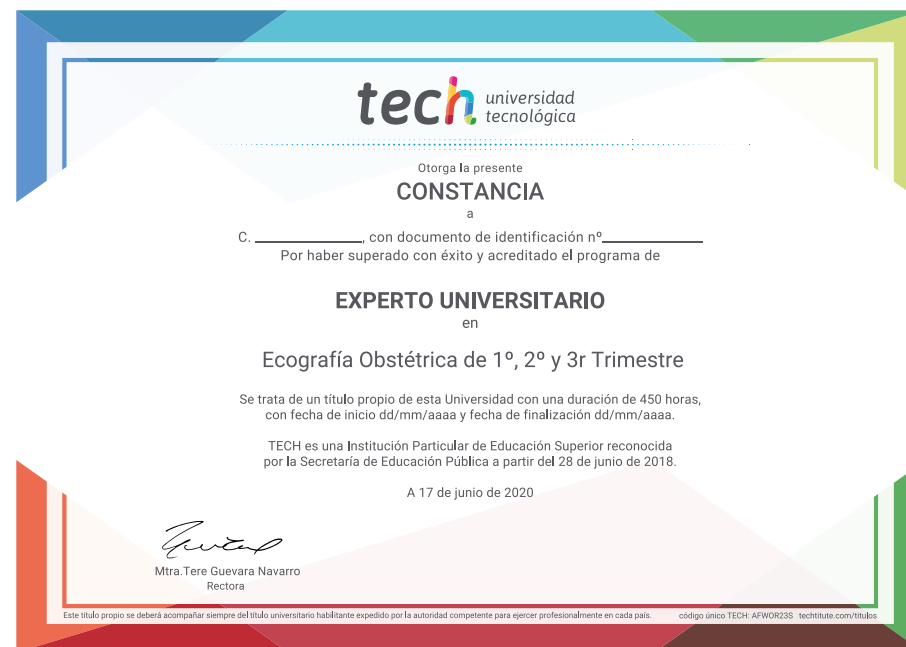 tech universidad
tecnológica
Otorga la presente
CONSTANCIA
a
C. ____________, con documento de identificación nº____________
Por haber superado con éxito y acreditado el programa de
EXPERTO UNIVERSITARIO
en
Ecografía Obstétrica de 1º, 2º y 3r Trimestre
Se trata de un título propio de esta Universidad con una duración de 450 horas,
con fecha de inicio dd/mm/aaaa y fecha de finalización dd/mm/aaaa.
TECH es una Institución Particular de Educación Superior reconocida
por la Secretaría de Educación Pública a partir del 28 de junio de 2018.
A 17 de junio de 2020
Mtra.Tere Guevara Navarro
Rectora
Este título propio se deberá acompañar siempre del título universitario habilitante expedido por la autoridad competente para ejercer profesionalmente en cada país. código único TECH: AFWOR23S techtitute.com/titulos